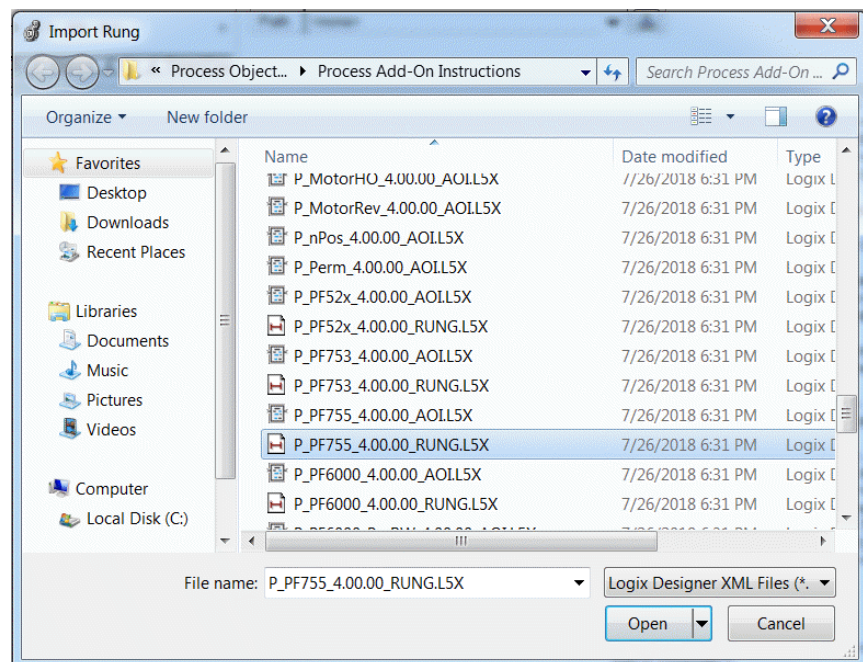 Import Rung
« Process Object... Process Add-On Instructions Search Process Add-On ...
Organize New folder
Favorites
Desktop
Downloads
Recent Places
Libraries
Documents
Music
Pictures
Videos
Computer
Local Disk (C:)
Name Date modified Type
P_MotorHO_4.00.00_AOI.L5X 7/26/2018 6:31 PM Logix D
P_MotorRev_4.00.00_AOI.L5X 7/26/2018 6:31 PM Logix D
P_nPos_4.00.00_AOI.L5X 7/26/2018 6:31 PM Logix D
P_Perm_4.00.00_AOI.L5X 7/26/2018 6:31 PM Logix D
P_PF52x_4.00.00_AOI.L5X 7/26/2018 6:31 PM Logix D
P_PF52x_4.00.00_RUNG.L5X 7/26/2018 6:31 PM Logix D
P_PF753_4.00.00_AOI.L5X 7/26/2018 6:31 PM Logix D
P_PF753_4.00.00_RUNG.L5X 7/26/2018 6:31 PM Logix D
P_PF755_4.00.00_AOI.L5X 7/26/2018 6:31 PM Logix D
P_PF755_4.00.00_RUNG.L5X 7/26/2018 6:31 PM Logix D
P_PF6000_4.00.00_AOI.L5X 7/26/2018 6:31 PM Logix D
P_PF6000_4.00.00_RUNG.L5X 7/26/2018 6:31 PM Logix D
File name: P_PF755_4.00.00_RUNG.L5X Logix Designer XML Files (*.
Open Cancel